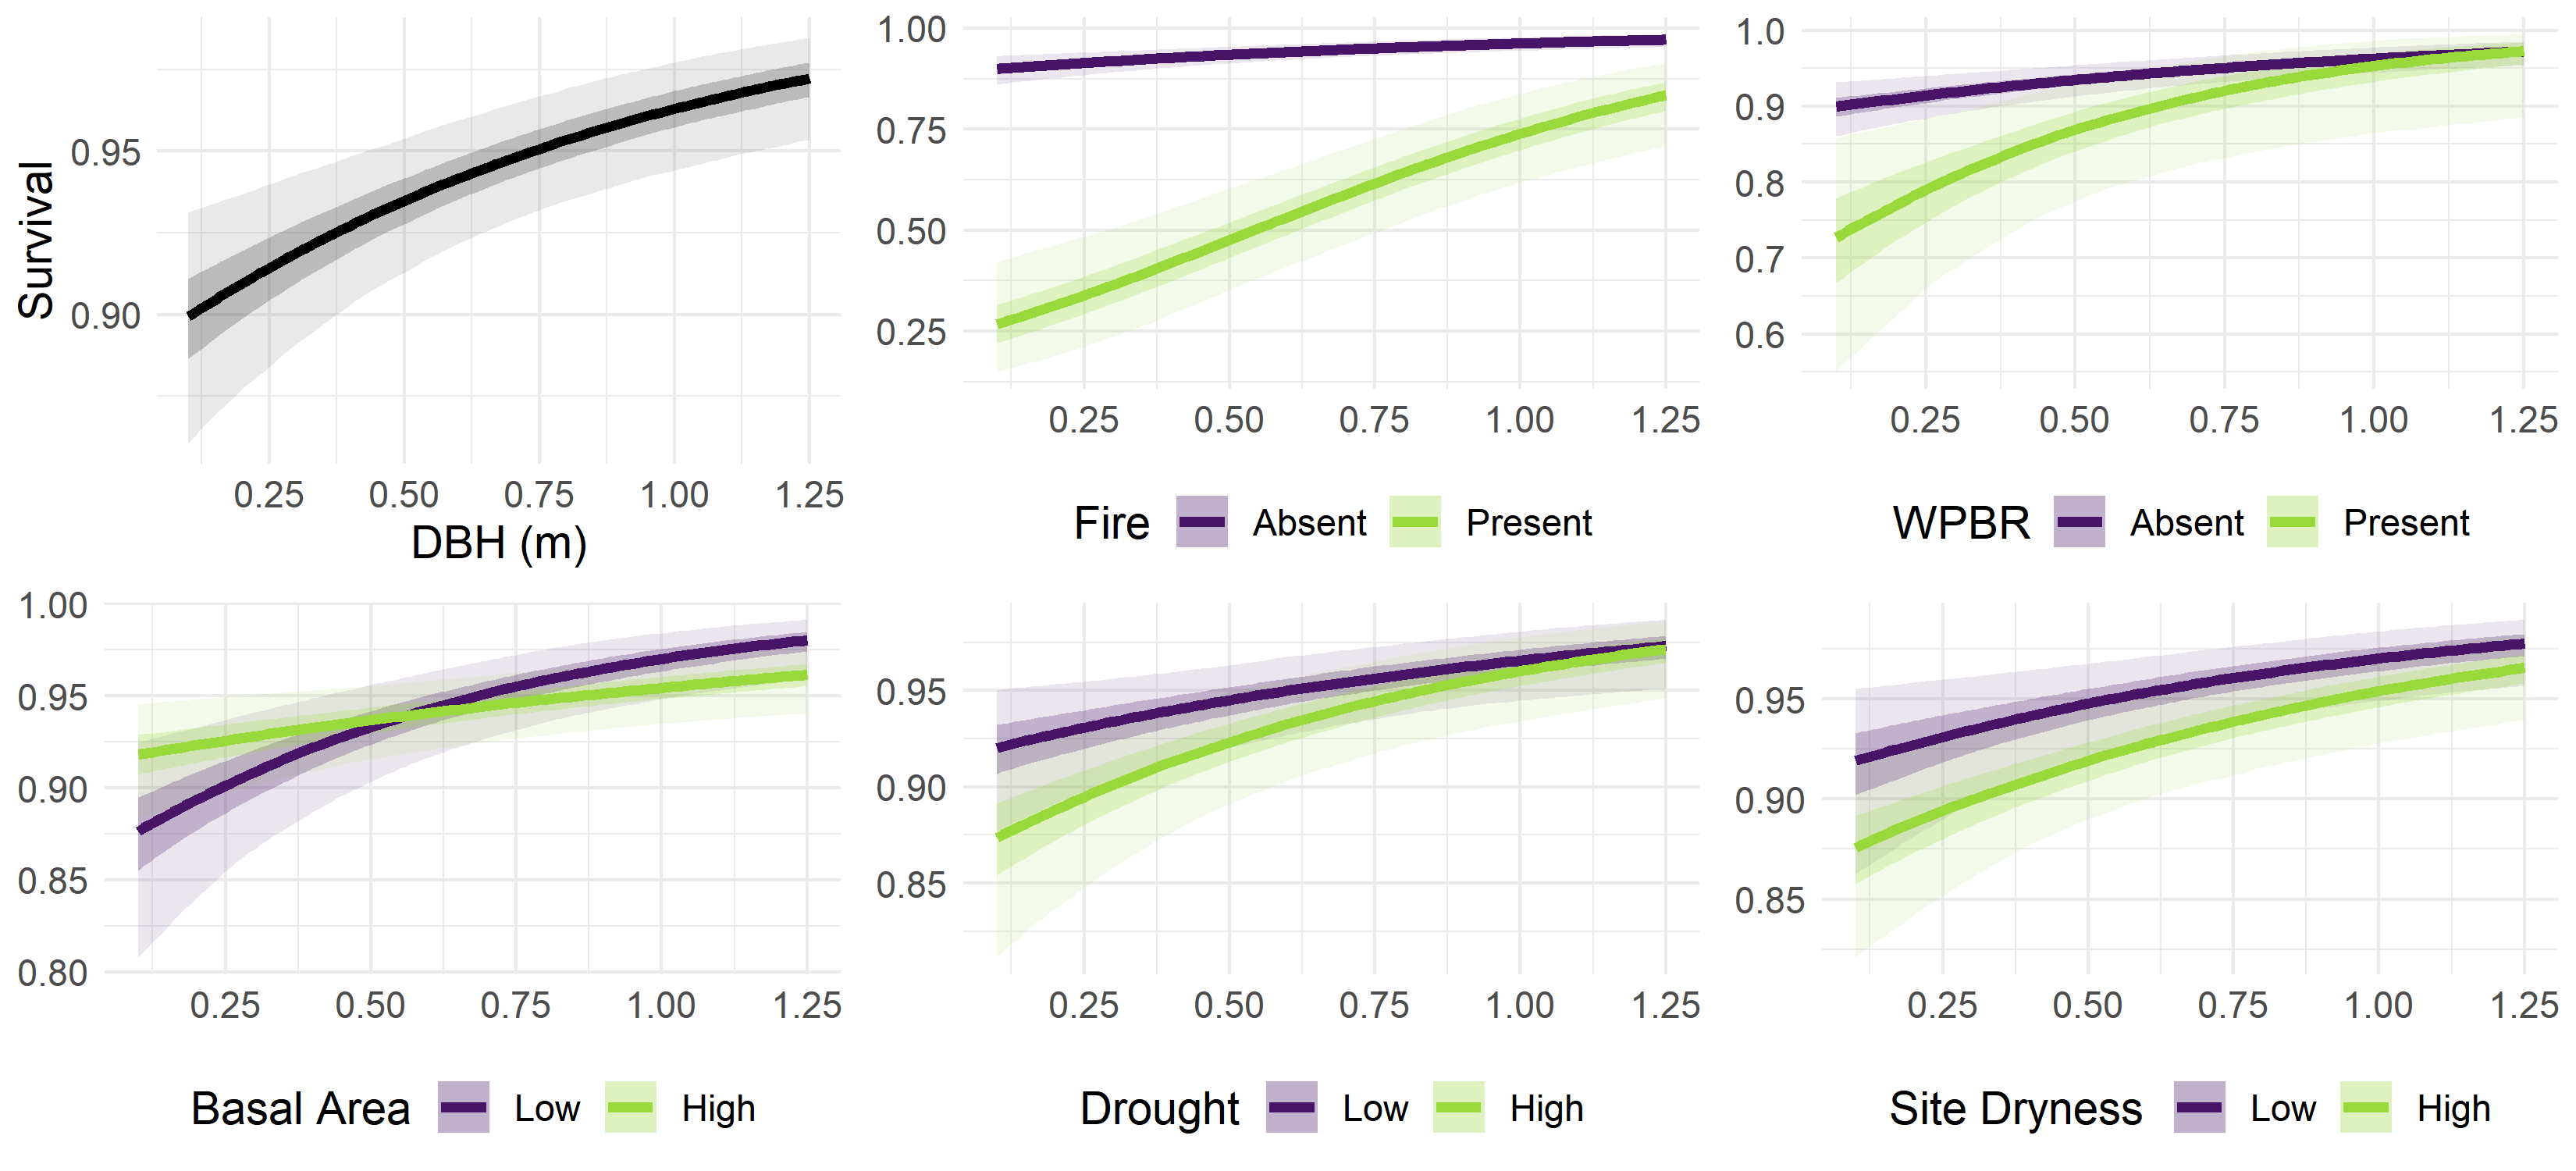 Survival
0.95
0.90
0.25 0.50 0.75 1.00 1.25
DBH (m)
1.00
0.75
0.50
0.25
0.25 0.50 0.75 1.00 1.25
Fire Absent Present
1.0
0.9
0.8
0.7
0.6
0.25 0.50 0.75 1.00 1.25
WPBR Absent Present
1.00
0.95
0.90
0.85
0.80
0.25 0.50 0.75 1.00 1.25
Basal Area Low High
0.95
0.90
0.85
0.25 0.50 0.75 1.00 1.25
Drought Low High
0.95
0.90
0.85
0.25 0.50 0.75 1.00 1.25
Site Dryness Low High